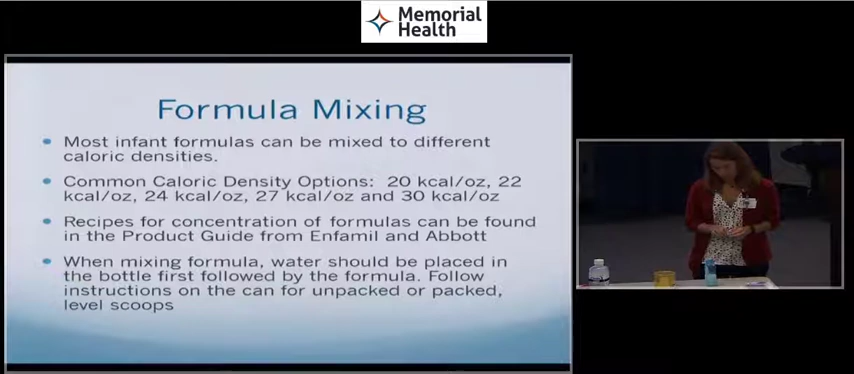 Memorial
Health
Formula Mixing
• Most infant formulas can be mixed to different
caloric densities.
• Common Caloric Density Options: 20 kcal/oz, 22
kcal/oz, 24 kcal/oz, 27 kcal/oz and 30 kcal/oz
• Recipes for concentration of formulas can be found
in the Product Guide from Enfamil and Abbott
• When mixing formula, water should be placed in
the bottle first followed by the formula. Follow
instructions on the can for unpacked or packed,
level scoops